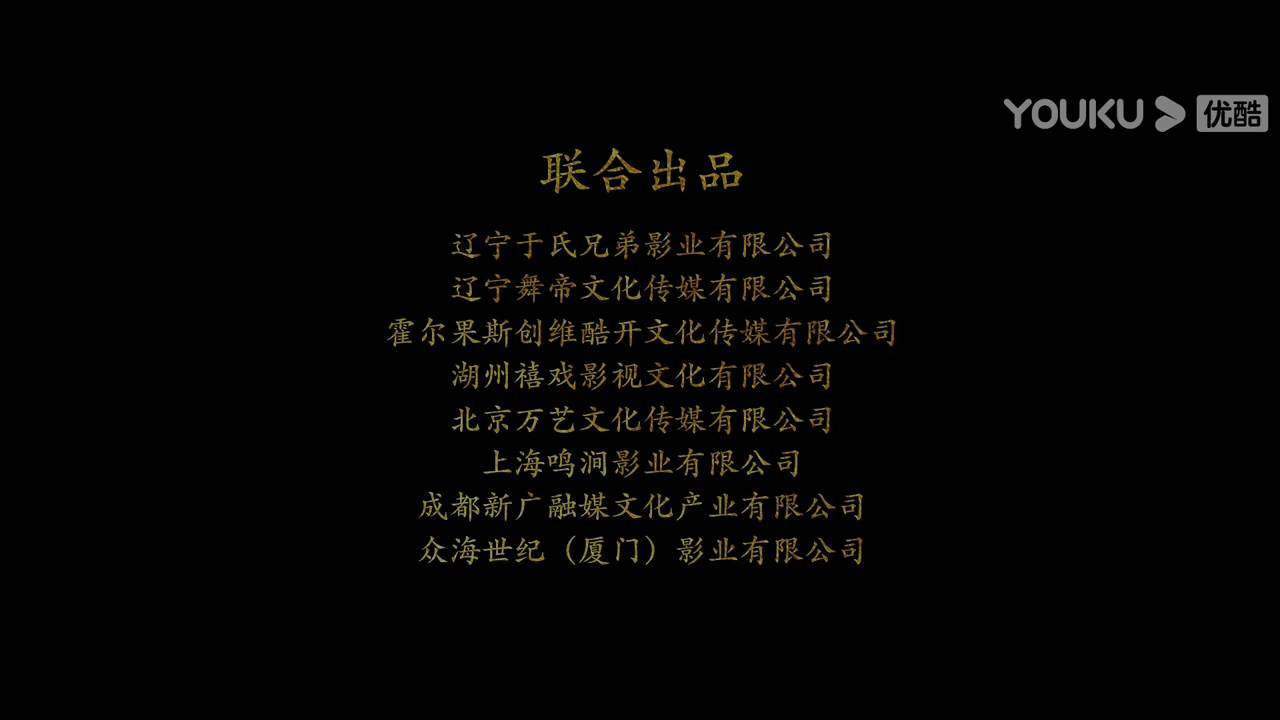 YOUKU 优酷
联合出品
辽宁于氏兄弟影业有限公司
辽宁舞帝文化传媒有限公司
霍尔果斯创维酷开文化传媒有限公司
湖州禧戏影视文化有限公司
北京万艺文化传媒有限公司
上海鸣涧影业有限公司
成都新广融媒文化产业有限公司
众海世纪（厦门）影业有限公司